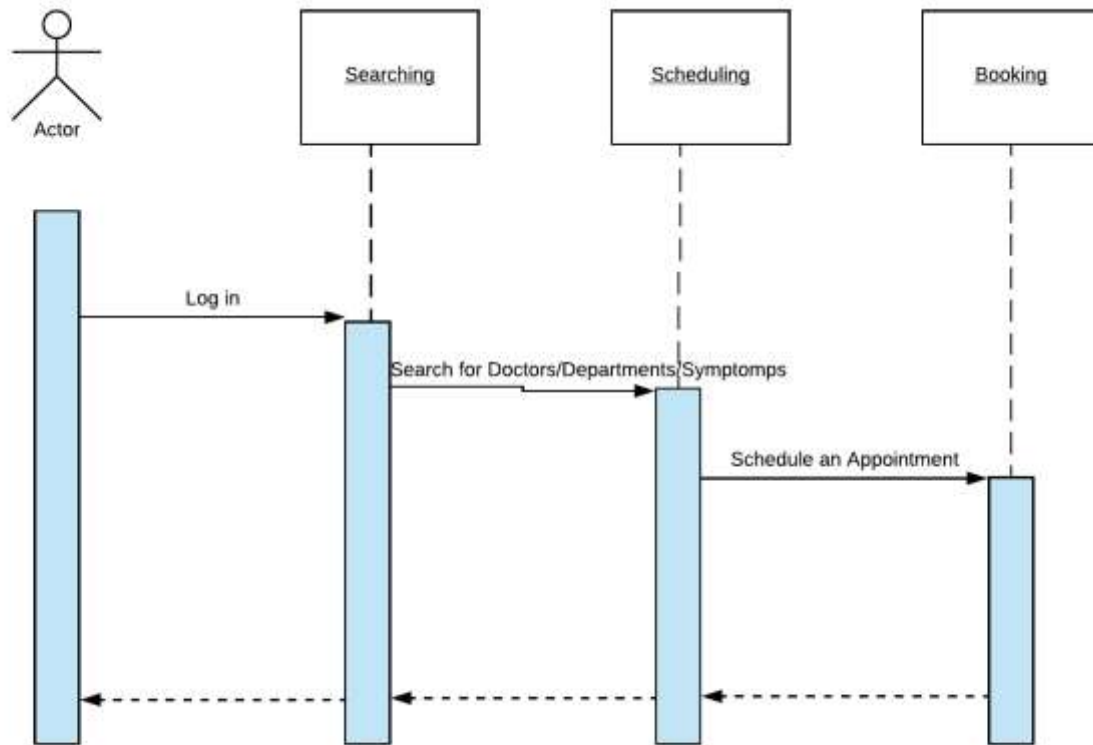 Actor
Searching
Scheduling
Booking
Log in
Search for Doctors/Departments/Symptomps
Schedule an Appointment